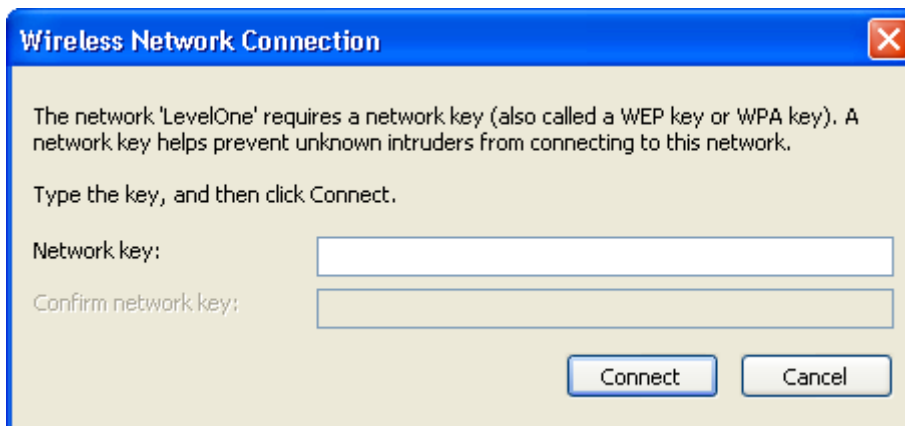 Wireless Network Connection
The network 'LevelOne' requires a network key (also called a WEP key or WPA key). A
network key helps prevent unknown intruders from connecting to this network.
Type the key, and then click Connect.
Network key:
Confirm network key:
Connect Cancel